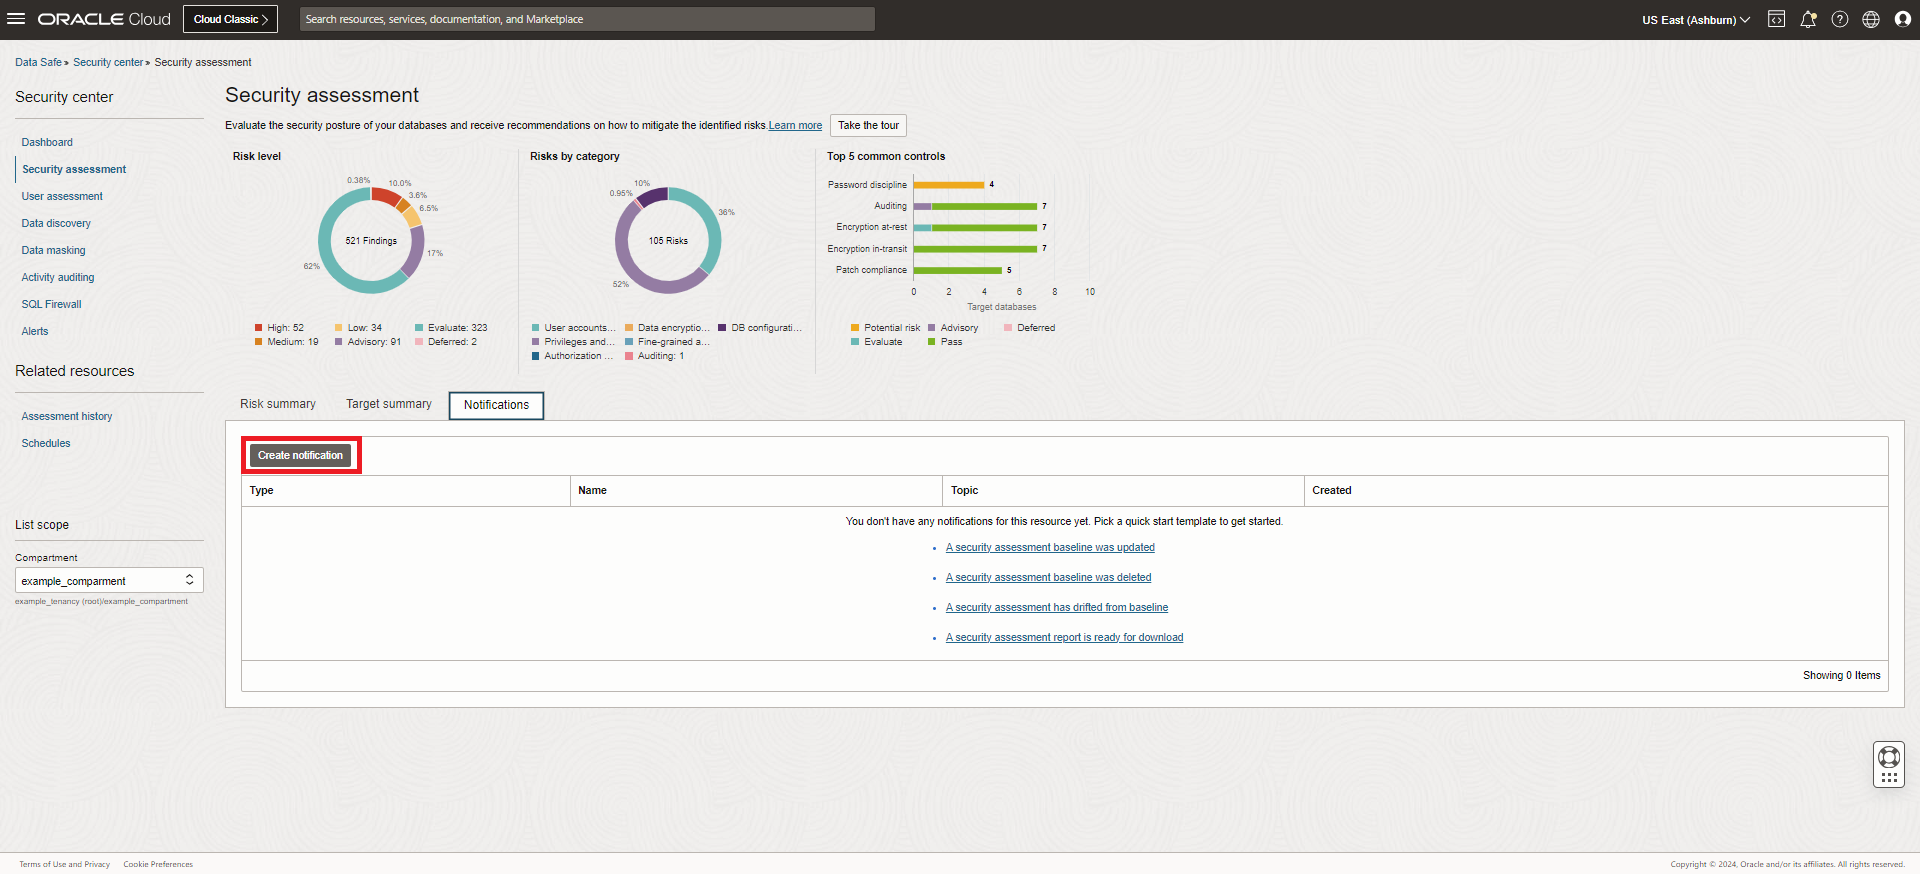 ORACLE Cloud
Cloud Classic
Search resources, services, documentation, and Marketplace
US East (Ashburn)
Data Safe » Security center » Security assessment
Security center
Dashboard
Security assessment
User assessment
Data discovery
Data masking
Activity auditing
SQL Firewall
Alerts
Related resources
Assessment history
Schedules
List scope
Compartment
example_comparment
example_tenancy (root)/example_compartment
Security assessment
Evaluate the security posture of your databases and receive recommendations on how to mitigate the identified risks. Learn more
Take the tour
Risk level
0.38%
10.0%
3.6%
6.5%
17%
62%
521 Findings
High: 52
Low: 34
Evaluate: 323
Medium: 19
Advisory: 91
Deferred: 2
Risks by category
10%
0.95%
36%
52%
105 Risks
User accounts...
Data encryptio...
DB configurati...
Privileges and...
Fine-grained a...
Authorization ...
Auditing: 1
Top 5 common controls
Password discipline 4
Auditing 7
Encryption at-rest 7
Encryption in-transit 7
Patch compliance 5
0 2 4 6 8 10
Target databases
Potential risk
Advisory
Deferred
Evaluate
Pass
Risk summary
Target summary
Notifications
Create notification
Type Name Topic Created
You don't have any notifications for this resource yet. Pick a quick start template to get started.
• A security assessment baseline was updated
• A security assessment baseline was deleted
• A security assessment has drifted from baseline
• A security assessment report is ready for download
Showing 0 Items
Terms of Use and Privacy
Cookie Preferences
Copyright © 2024, Oracle and/or its affiliates. All rights reserved.